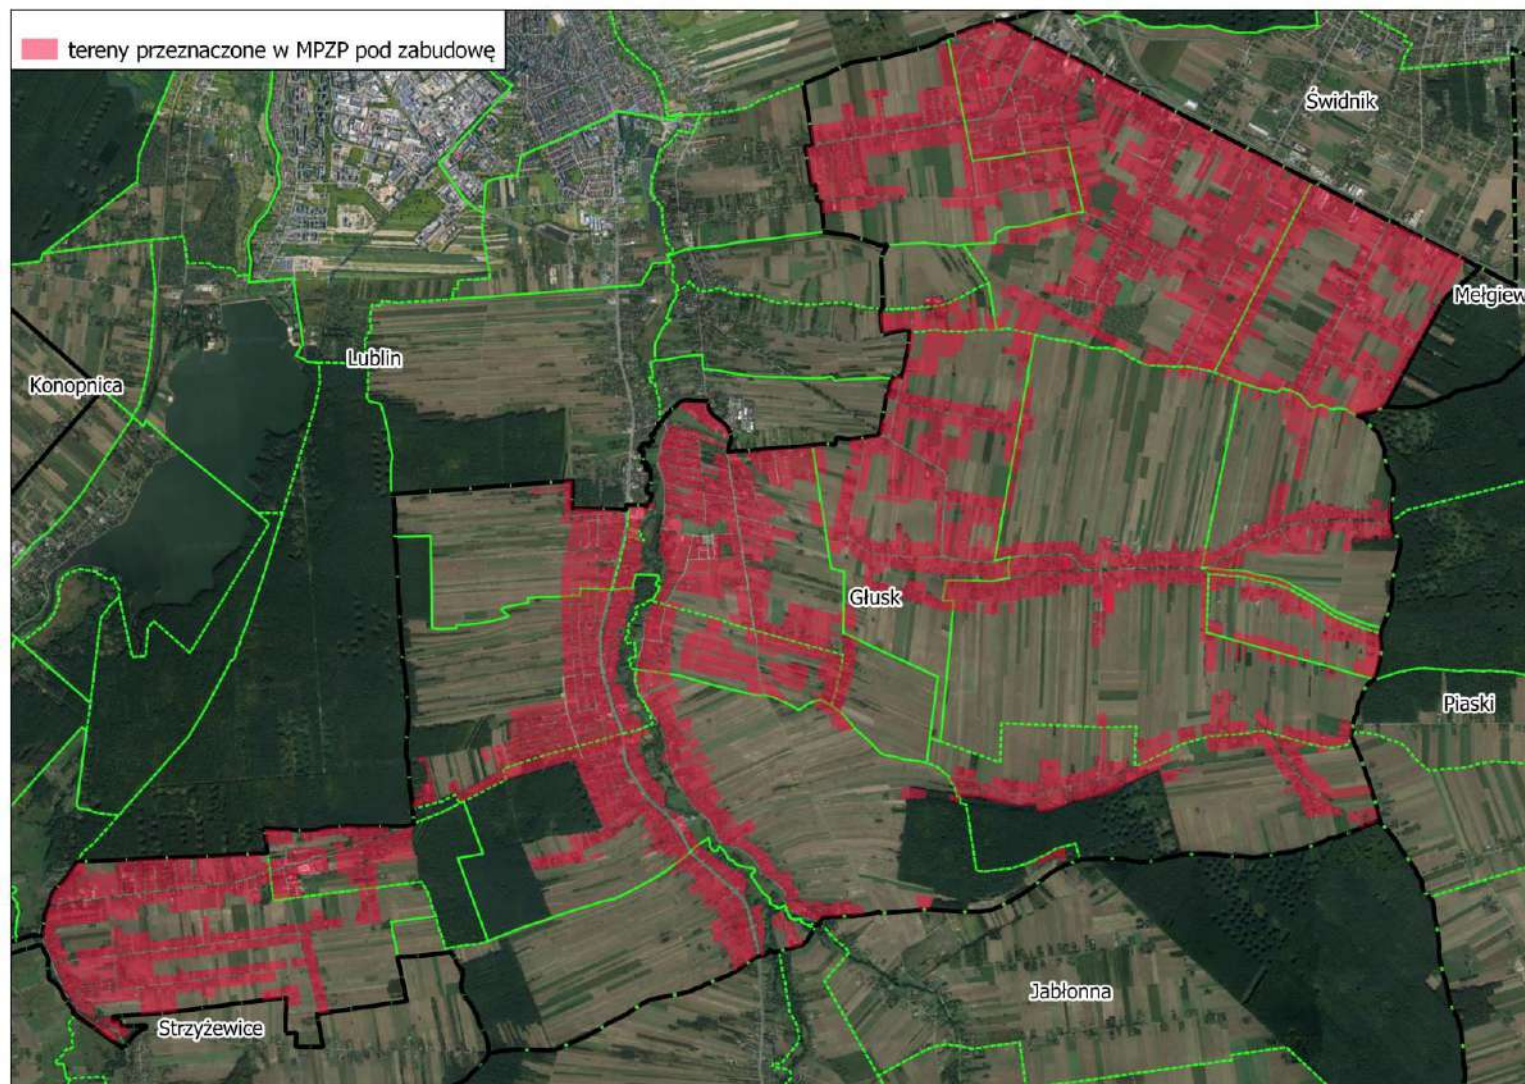 tereny przeznaczone w MPZP pod zabudowę
Świdnik
Mełgiew
Lublin
Konopnica
Głusk
Piaski
Jabłonna
Strzyżewice